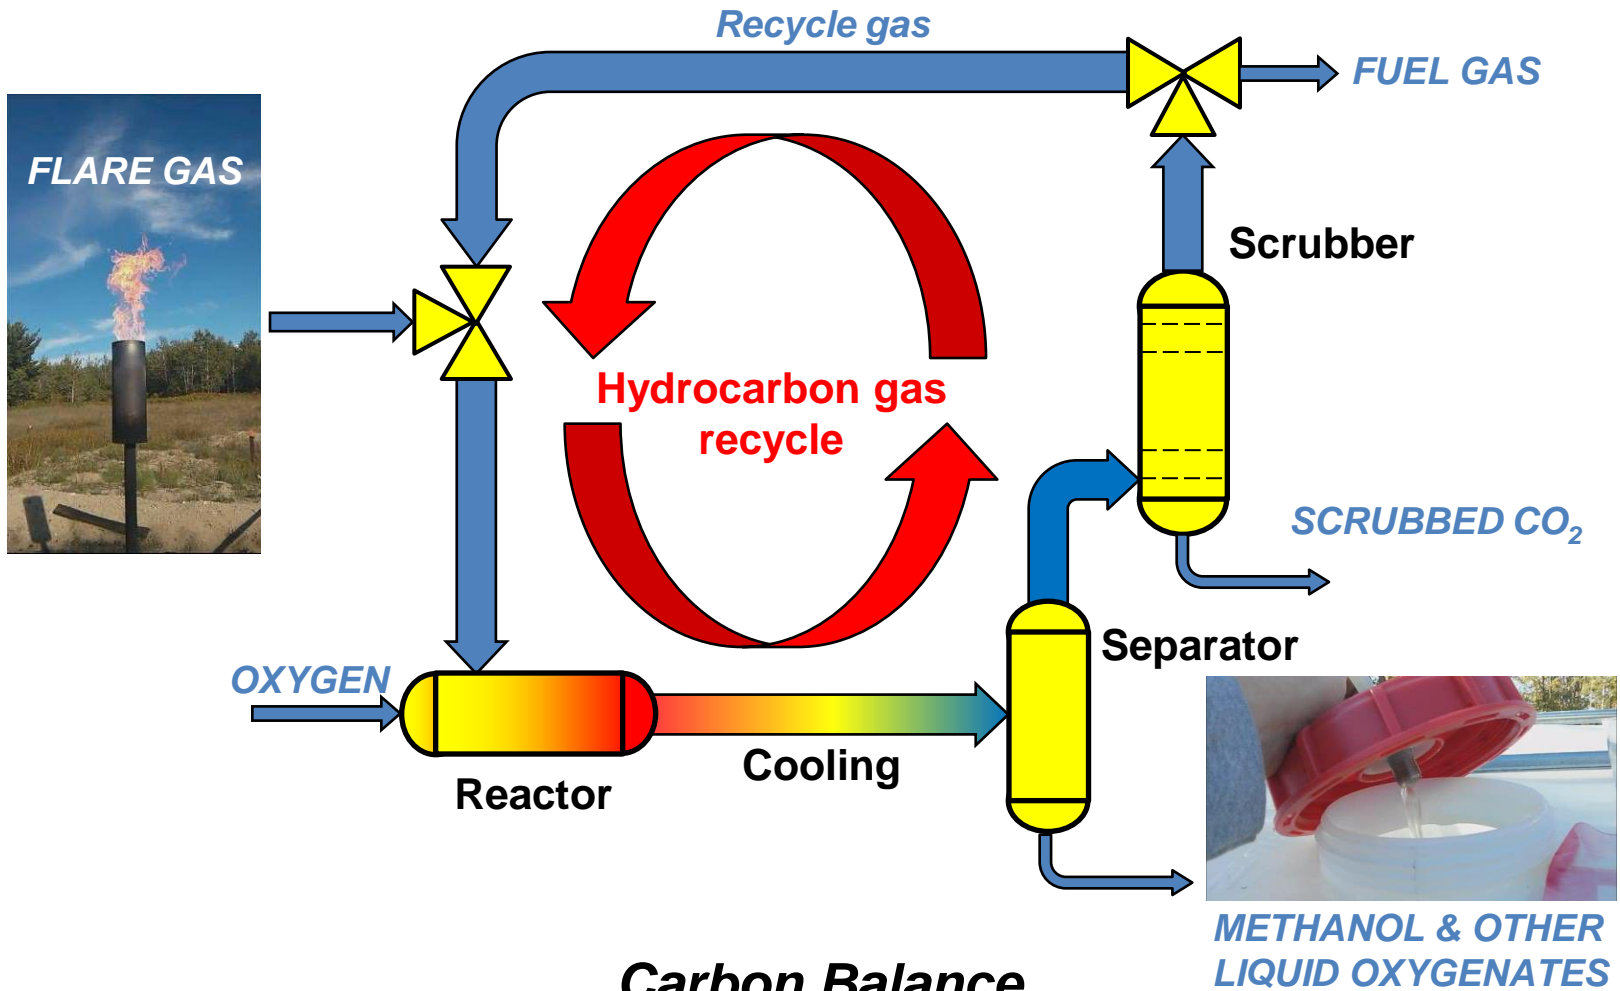 Recycle gas
FUEL GAS
FLARE GAS
Scrubber
Hydrocarbon gas
recycle
SCRUBBED CO₂
Separator
OXYGEN
Cooling
Reactor
METHANOL & OTHER
LIQUID OXYGENATES
Carbon Balance